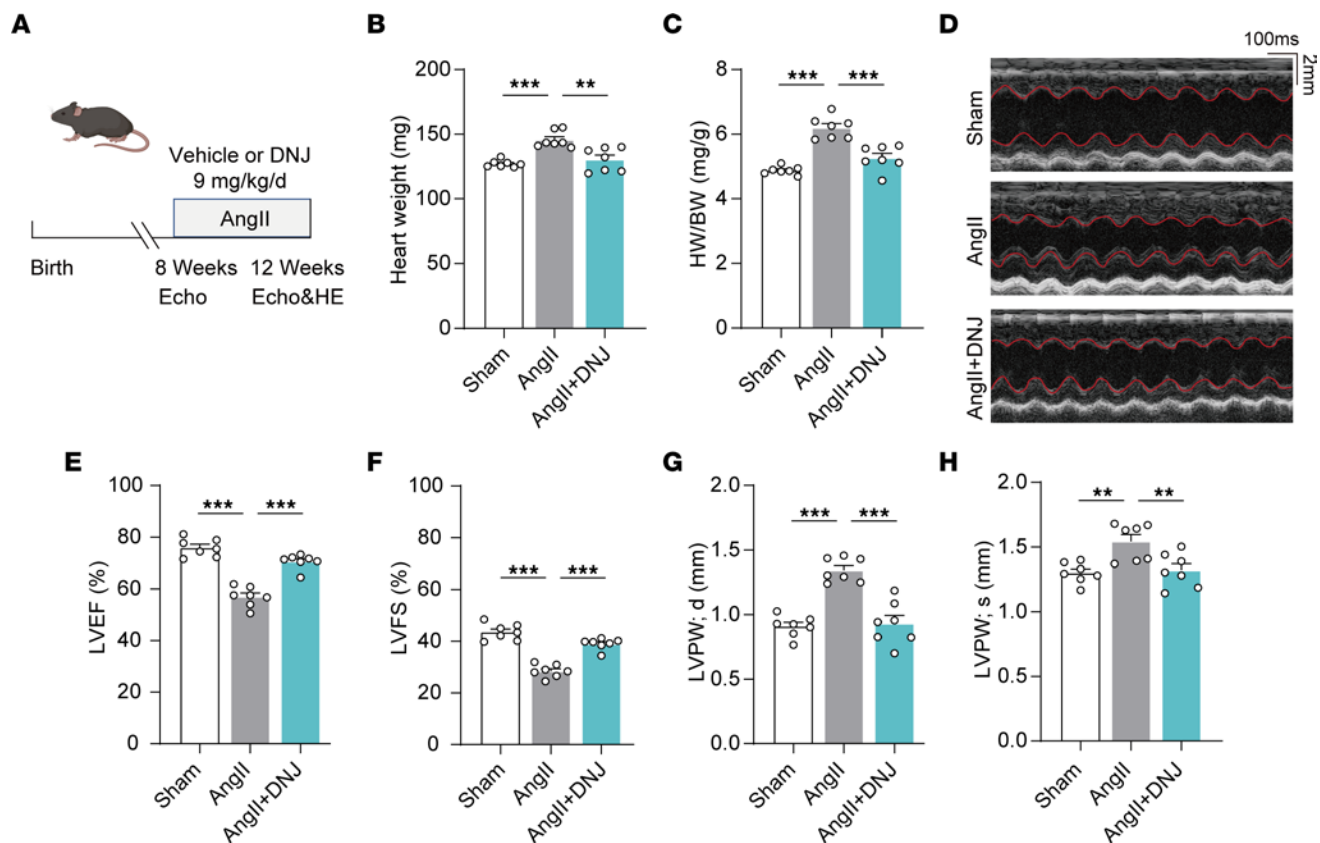 A
Vehicle or DNJ
9 mg/kg/d
AngII
Birth
8 Weeks
Echo
12 Weeks
Echo&HE
B
Heart weight (mg)
200
150
100
50
0
***
**
Sham
AngII
AngII+DNJ
C
HW/BW (mg/g)
8
6
4
2
0
***
***
Sham
AngII
AngII+DNJ
D
100ms
2mm
Sham
AngII
AngII+DNJ
E
LVEF (%)
100
80
60
40
20
0
***
***
Sham
AngII
AngII+DNJ
F
LVFS (%)
100
80
60
40
20
0
***
***
Sham
AngII
AngII+DNJ
G
LVPW; d (mm)
2.0
1.5
1.0
0.5
0.0
***
***
Sham
AngII
AngII+DNJ
H
LVPW; s (mm)
2.0
1.5
1.0
0.5
0.0
**
**
Sham
AngII
AngII+DNJ